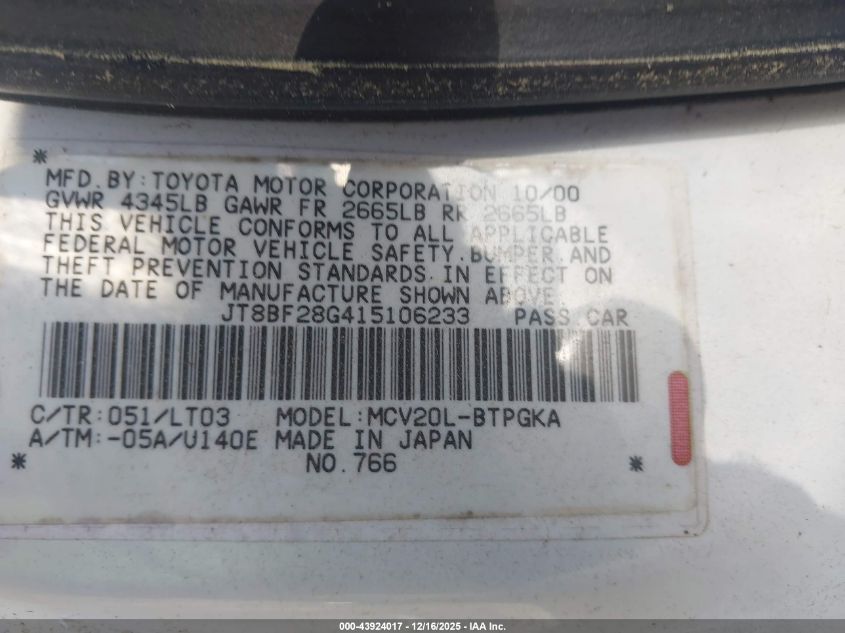 *
MFD.BY:TOYOTA MOTOR CORPORATION 10/00
GVWR 4345LB GAWR FR 2665LB RR 2665LB
THIS VEHICLE CONFORMS TO ALL APPLICABLE
FEDERAL MOTOR VEHICLE SAFETY.BUMPER.AND
THEFT PREVENTION STANDARDS.IN EFFECT ON
THE DATE OF MANUFACTURE SHOWN ABOVE.
JT8BF28G415106233 PASS.CAR
C/TR:051/LT03 MODEL:MCV20L-BTPGKA
A/TM:-05A/U140E MADE IN JAPAN
* NO.766 *
000-43924017 - 12/16/2025 - IAA Inc.